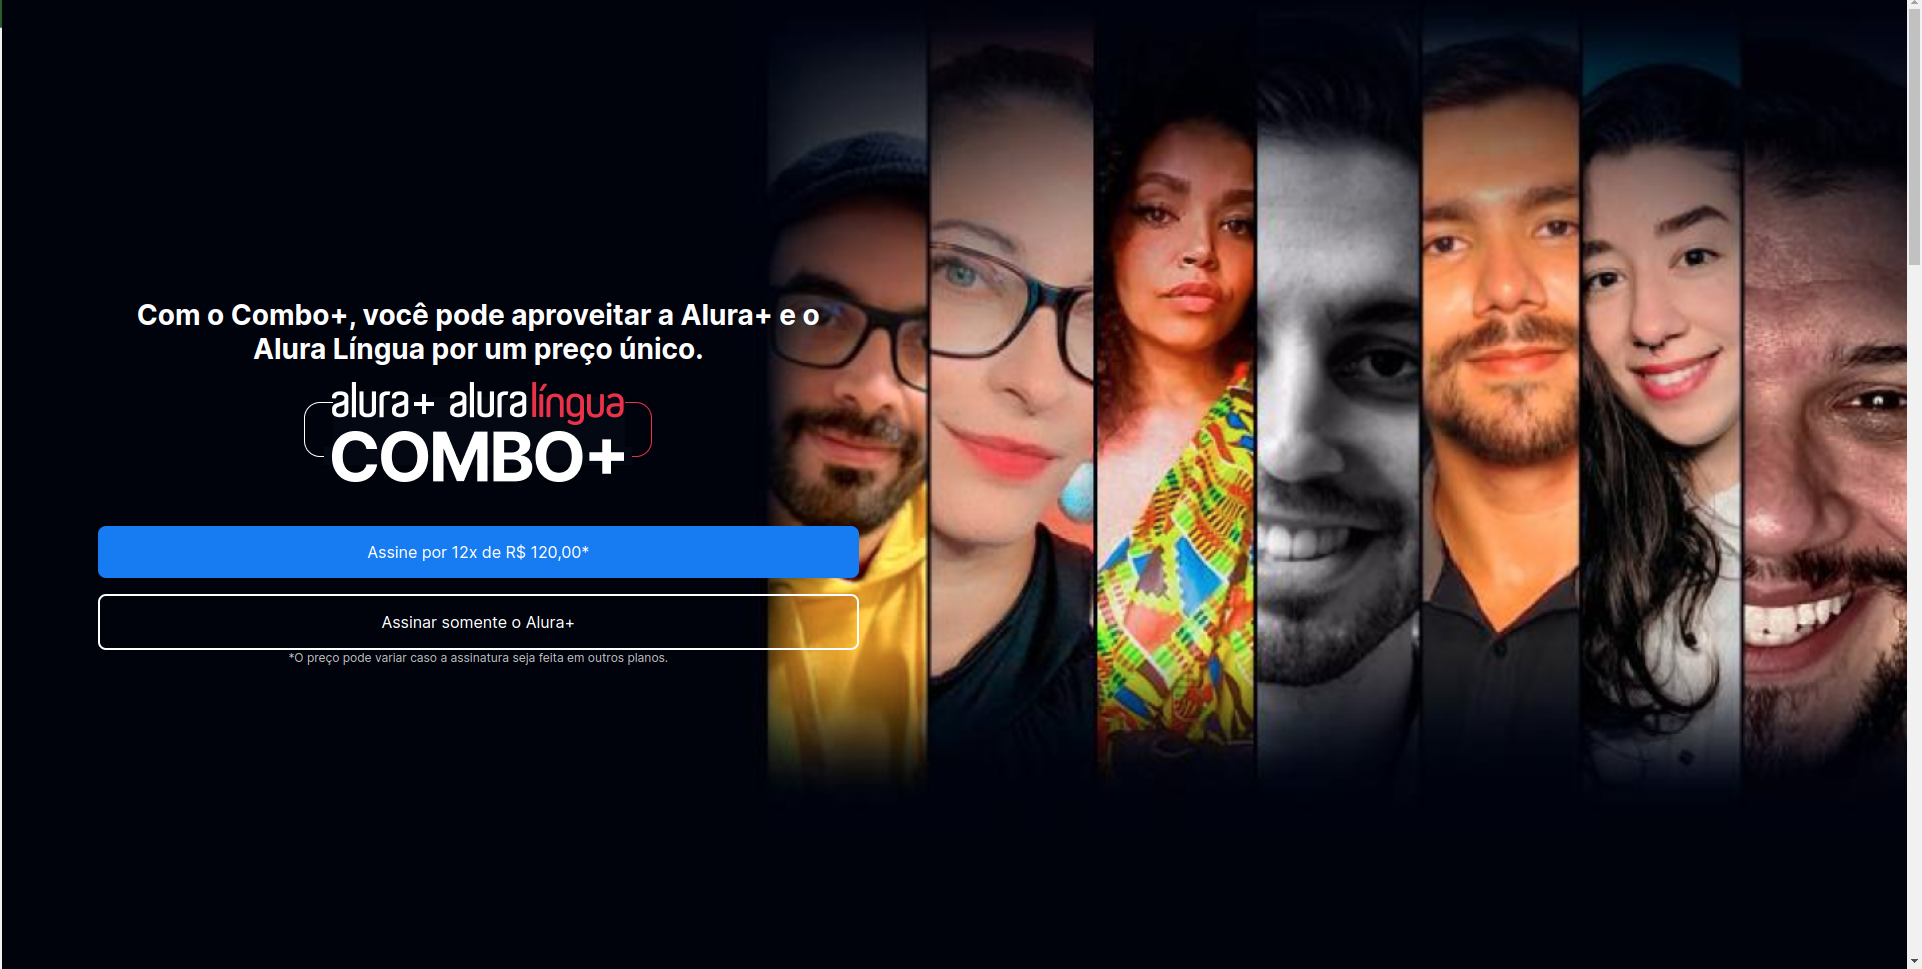 Com o Combo+, você pode aproveitar a Alura+ e o
Alura Língua por um preço único.
alura+ aluralíngua
COMBO+
Assine por 12x de R$ 120,00*
Assinar somente o Alura+
*O preço pode variar caso a assinatura seja feita em outros planos.